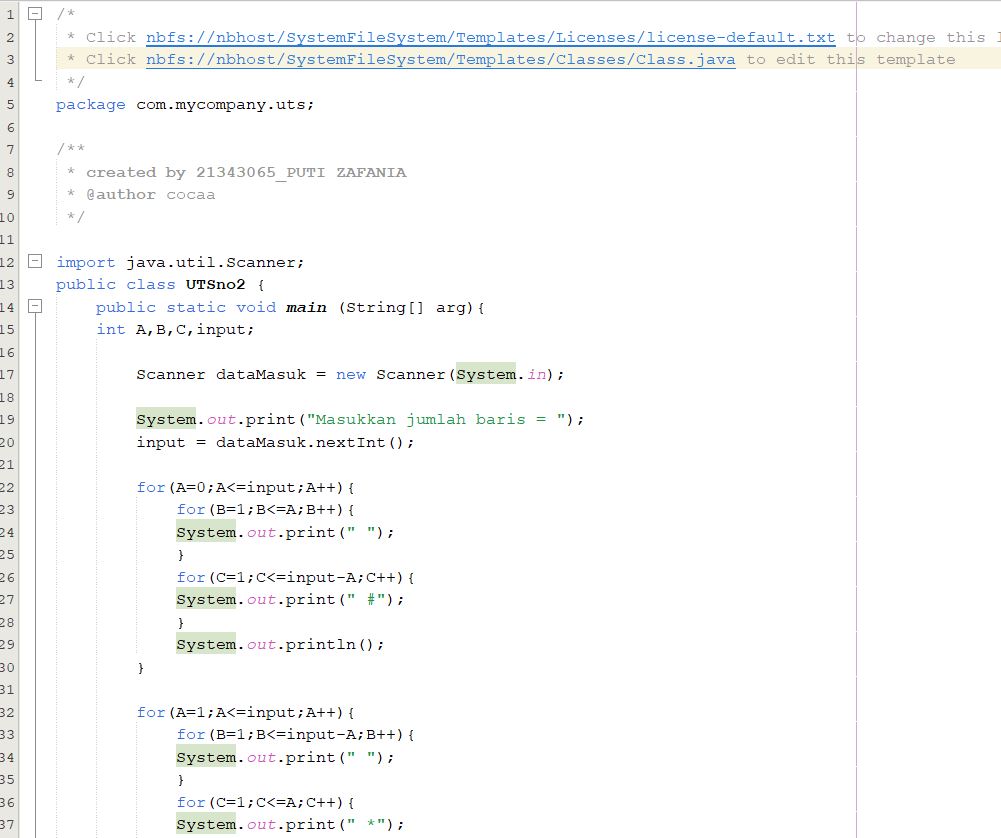 1 /*
2 * Click nbfs://nbhost/SystemFileSystem/Templates/Licenses/license-default.txt to change this
3 * Click nbfs://nbhost/SystemFileSystem/Templates/Classes/Class.java to edit this template
4 */
5 package com.mycompany.uts;
6
7 /**
8 * created by 21343065_PUTI ZAFANIA
9 * @author cocaa
10 */
11
12 import java.util.Scanner;
13 public class UTSno2 {
14 public static void main (String[] arg){
15 int A,B,C,input;
16
17 Scanner dataMasuk = new Scanner(System.in);
18
19 System.out.print("Masukkan jumlah baris = ");
20 input = dataMasuk.nextInt();
21
22 for(A=0;A<=input;A++){
23 for(B=1;B<=A;B++){
24 System.out.print(" ");
25 }
26 for(C=1;C<=input-A;C++){
27 System.out.print(" #");
28 }
29 System.out.println();
30 }
31
32 for(A=1;A<=input;A++){
33 for(B=1;B<=input-A;B++){
34 System.out.print(" ");
35 }
36 for(C=1;C<=A;C++){
37 System.out.print(" *");